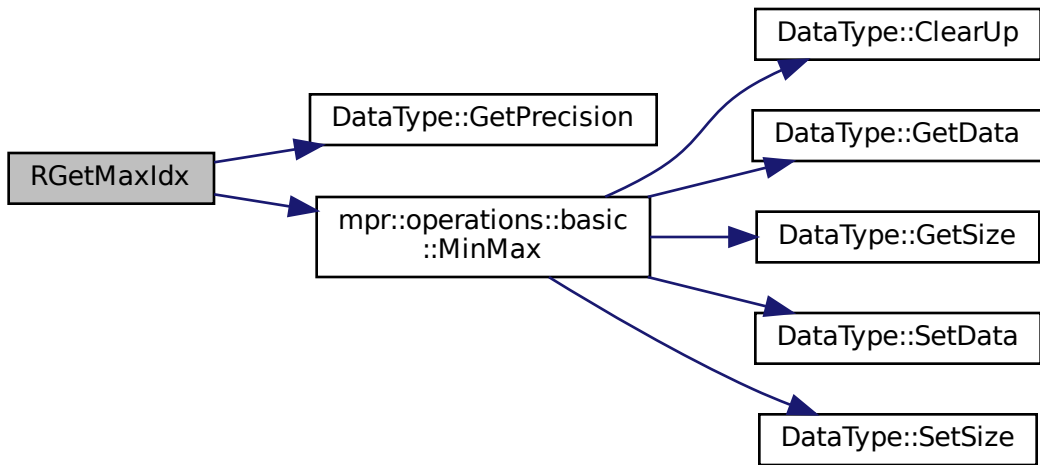 RGetMaxIdx
DataType::GetPrecision
mpr::operations::basic
::MinMax
DataType::ClearUp
DataType::GetData
DataType::GetSize
DataType::SetData
DataType::SetSize